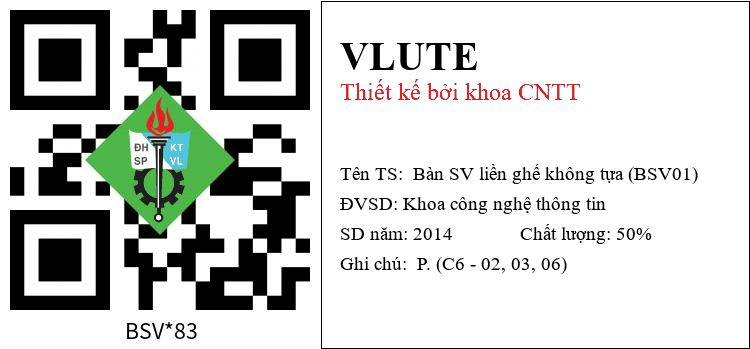 ĐH KT
SP VL
BSV*83
VLUTE
Thiết kế bởi khoa CNTT
Tên TS: Bàn SV liền ghế không tựa (BSV01)
ĐVSD: Khoa công nghệ thông tin
SD năm: 2014 Chất lượng: 50%
Ghi chú: P. (C6 - 02, 03, 06)